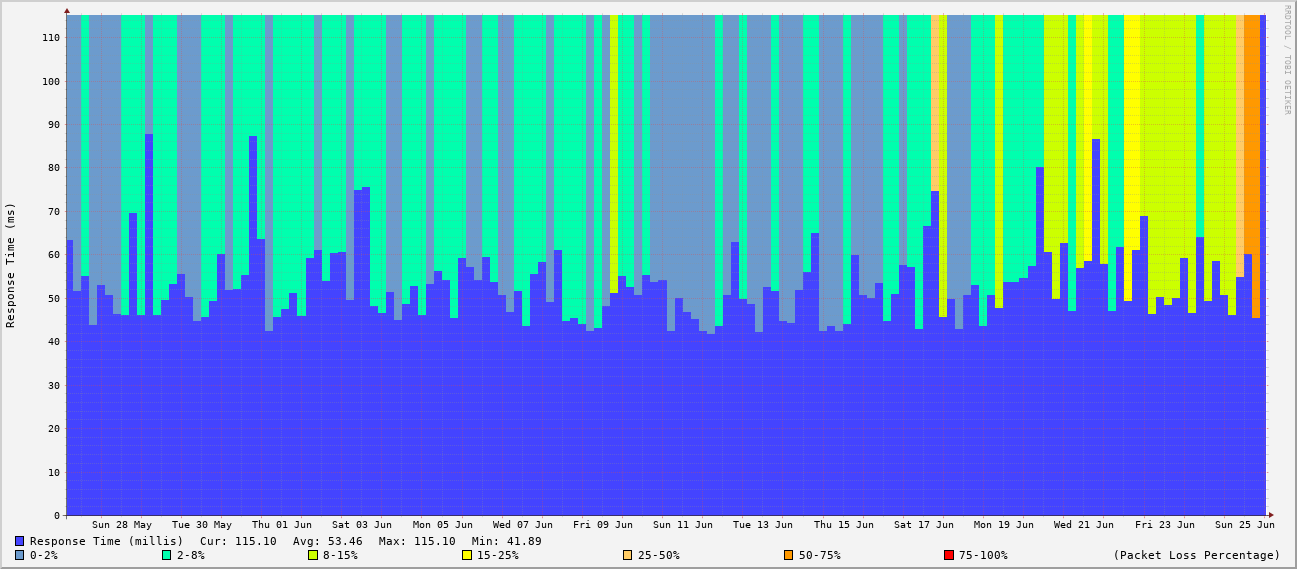 RRDTOOL / TOBI OETIKER
Response Time (ms)
110
100
90
80
70
60
50
40
30
20
10
0
Sun 28 May Tue 30 May Thu 01 Jun Sat 03 Jun Mon 05 Jun Wed 07 Jun Fri 09 Jun Sun 11 Jun Tue 13 Jun Thu 15 Jun Sat 17 Jun Mon 19 Jun Wed 21 Jun Fri 23 Jun Sun 25 Jun
Response Time (millis) Cur: 115.10 Avg: 53.46 Max: 115.10 Min: 41.89
0-2% 2-8% 8-15% 15-25% 25-50% 50-75% 75-100% (Packet Loss Percentage)